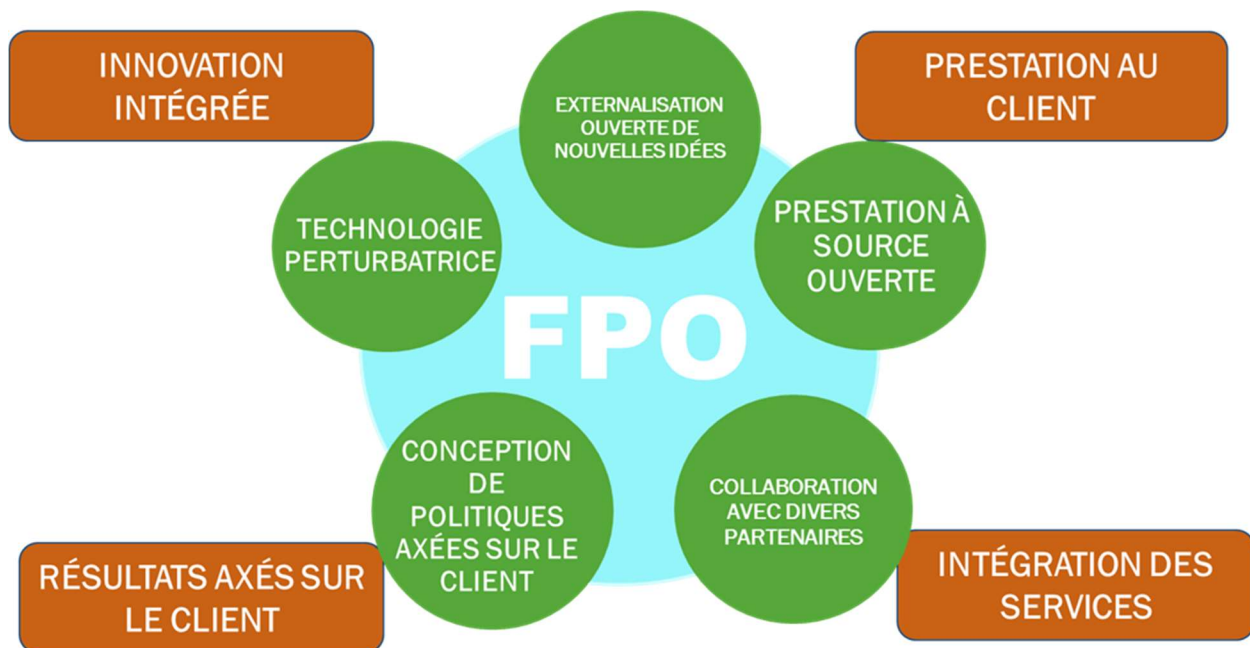 INNOVATION
INTÉGRÉE
EXTERNALISATION
OUVERTE DE
NOUVELLES IDÉES
PRESTATION AU
CLIENT
TECHNOLOGIE
PERTURBATRICE
PRESTATION À
SOURCE
OUVERTE
FPO
CONCEPTION
DE
POLITIQUES
AXÉES SUR LE
CLIENT
COLLABORATION
AVEC DIVERS
PARTENAIRES
RÉSULTATS AXÉS SUR
LE CLIENT
INTÉGRATION DES
SERVICES